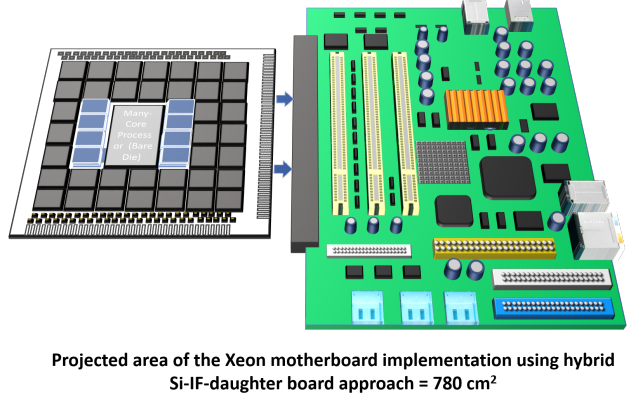 Many-
Core
Process
or (Bare
Die)
Projected area of the Xeon motherboard implementation using hybrid
Si-IF-daughter board approach = 780 cm²